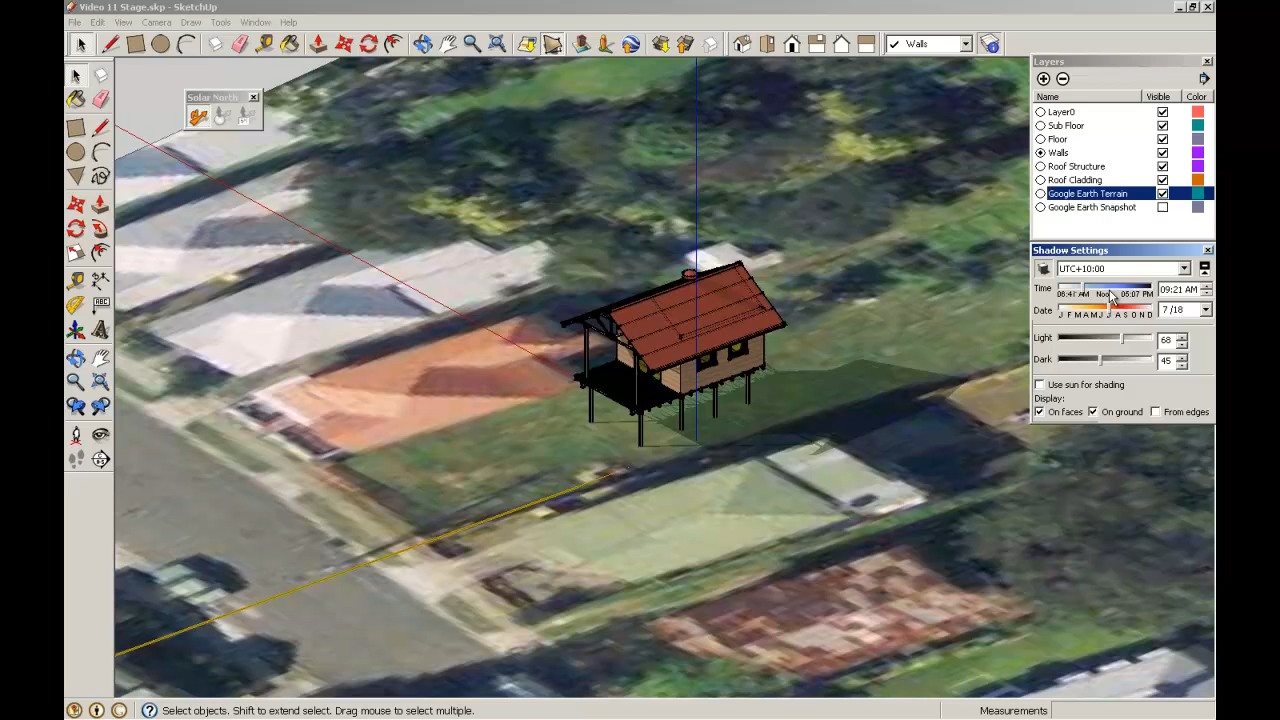 Video 11 Stage.skp - SketchUp
File Edit View Camera Draw Tools Window Help
Walls
Solar North
Layers
Name Visible Color
Layer0
Sub Floor
Floor
Walls
Roof Structure
Roof Cladding
Google Earth Terrain
Google Earth Snapshot
Shadow Settings
UTC+10:00
Time 06:41 AM Noon 05:07 PM 09:21 AM
Date J F M A M J J A S O N D 7 /18
Light 68
Dark 45
Use sun for shading
Display:
On faces On ground From edges
Select objects. Shift to extend select. Drag mouse to select multiple. Measurements